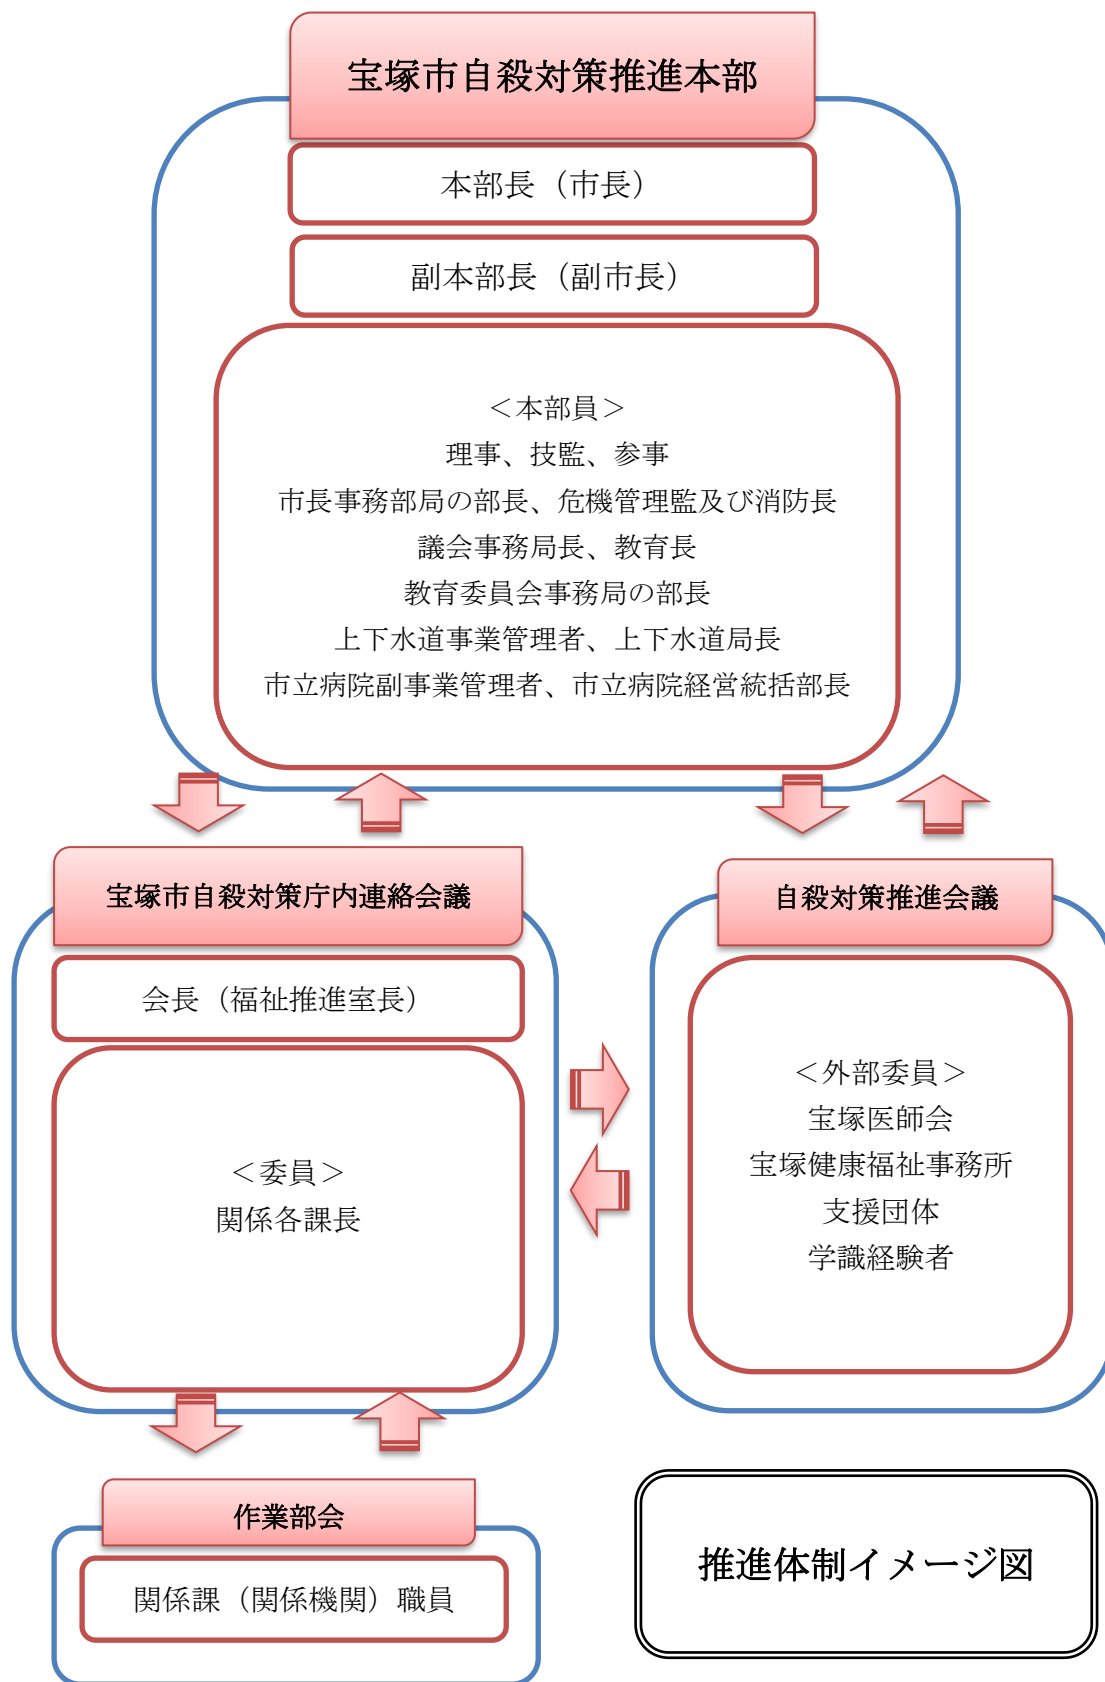 宝塚市自殺対策推進本部
本部長（市長）
副本部長（副市長）
＜本部員＞
理事、技監、参事
市長事務部局の部長、危機管理監及び消防長
議会事務局長、教育長
教育委員会事務局の部長
上下水道事業管理者、上下水道局長
市立病院副事業管理者、市立病院経営統括部長
宝塚市自殺対策庁内連絡会議
会長（福祉推進室長）
＜委員＞
関係各課長
自殺対策推進会議
＜外部委員＞
宝塚医師会
宝塚健康福祉事務所
支援団体
学識経験者
作業部会
関係課（関係機関）職員
推進体制イメージ図